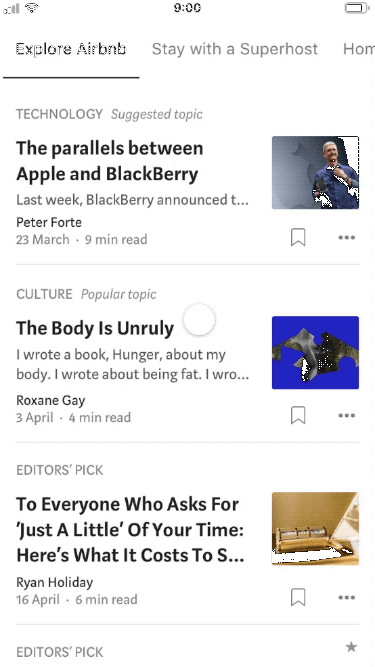 9:00
Explore Airbnb
Stay with a Superhost
Hom
TECHNOLOGY Suggested topic
The parallels between
Apple and BlackBerry
Last week, BlackBerry announced t...
Peter Forte
23 March · 9 min read
CULTURE Popular topic
The Body Is Unruly
I wrote a book, Hunger, about my
body. I wrote about being fat. I wro...
Roxane Gay
3 April · 4 min read
EDITORS’ PICK
To Everyone Who Asks For
‘Just A Little’ Of Your Time:
Here’s What It Costs To S...
Ryan Holiday
16 April · 6 min read
EDITORS’ PICK